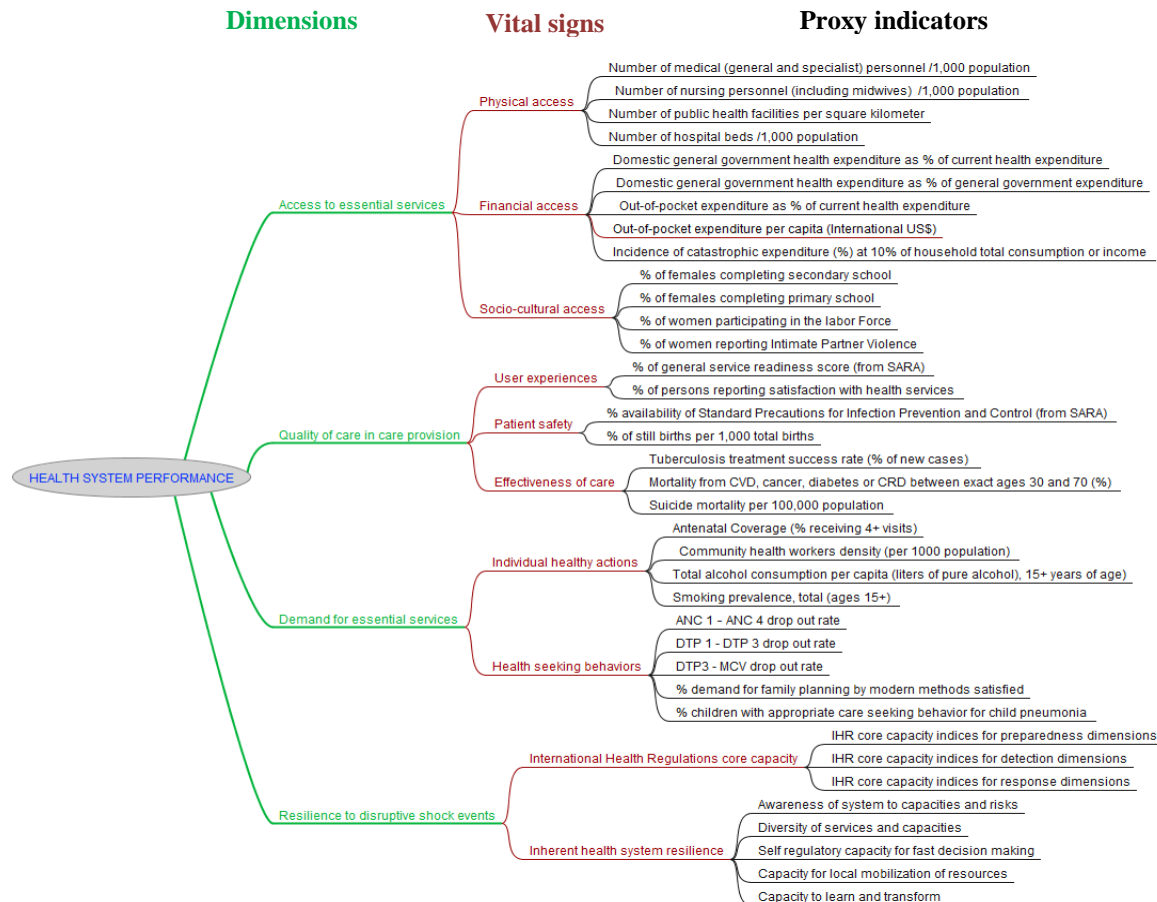 Dimensions
Vital signs
Proxy indicators
HEALTH SYSTEM PERFORMANCE
Access to essential services
Physical access
Number of medical (general and specialist) personnel /1,000 population
Number of nursing personnel (including midwives) /1,000 population
Number of public health facilities per square kilometer
Number of hospital beds /1,000 population
Financial access
Domestic general government health expenditure as % of current health expenditure
Domestic general government health expenditure as % of general government expenditure
Out-of-pocket expenditure as % of current health expenditure
Out-of-pocket expenditure per capita (International US$)
Incidence of catastrophic expenditure (%) at 10% of household total consumption or income
Socio-cultural access
% of females completing secondary school
% of females completing primary school
% of women participating in the labor Force
% of women reporting Intimate Partner Violence
Quality of care in care provision
User experiences
% of general service readiness score (from SARA)
% of persons reporting satisfaction with health services
Patient safety
% availability of Standard Precautions for Infection Prevention and Control (from SARA)
% of still births per 1,000 total births
Effectiveness of care
Tuberculosis treatment success rate (% of new cases)
Mortality from CVD, cancer, diabetes or CRD between exact ages 30 and 70 (%)
Suicide mortality per 100,000 population
Demand for essential services
Individual healthy actions
Antenatal Coverage (% receiving 4+ visits)
Community health workers density (per 1000 population)
Total alcohol consumption per capita (liters of pure alcohol), 15+ years of age)
Smoking prevalence, total (ages 15+)
Health seeking behaviors
ANC 1 - ANC 4 drop out rate
DTP 1 - DTP 3 drop out rate
DTP3 - MCV drop out rate
% demand for family planning by modern methods satisfied
% children with appropriate care seeking behavior for child pneumonia
Resilience to disruptive shock events
International Health Regulations core capacity
IHR core capacity indices for preparedness dimensions
IHR core capacity indices for detection dimensions
IHR core capacity indices for response dimensions
Inherent health system resilience
Awareness of system to capacities and risks
Diversity of services and capacities
Self regulatory capacity for fast decision making
Capacity for local mobilization of resources
Capacity to learn and transform